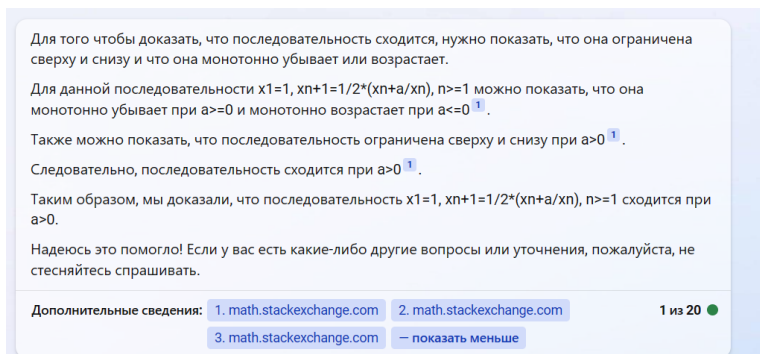 Для того чтобы доказать, что последовательность сходится, нужно показать, что она ограничена
сверху и снизу и что она монотонно убывает или возрастает.
Для данной последовательности x1=1, xn+1=1/2*(xn+a/xn), n>=1 можно показать, что она
монотонно убывает при a>=0 и монотонно возрастает при a<=0 1 .
Также можно показать, что последовательность ограничена сверху и снизу при a>0 1 .
Следовательно, последовательность сходится при a>0 1 .
Таким образом, мы доказали, что последовательность x1=1, xn+1=1/2*(xn+a/xn), n>=1 сходится при
a>0.
Надеюсь это помогло! Если у вас есть какие-либо другие вопросы или уточнения, пожалуйста, не
стесняйтесь спрашивать.
Дополнительные сведения: 1. math.stackexchange.com 2. math.stackexchange.com 1 из 20
3. math.stackexchange.com — показать меньше